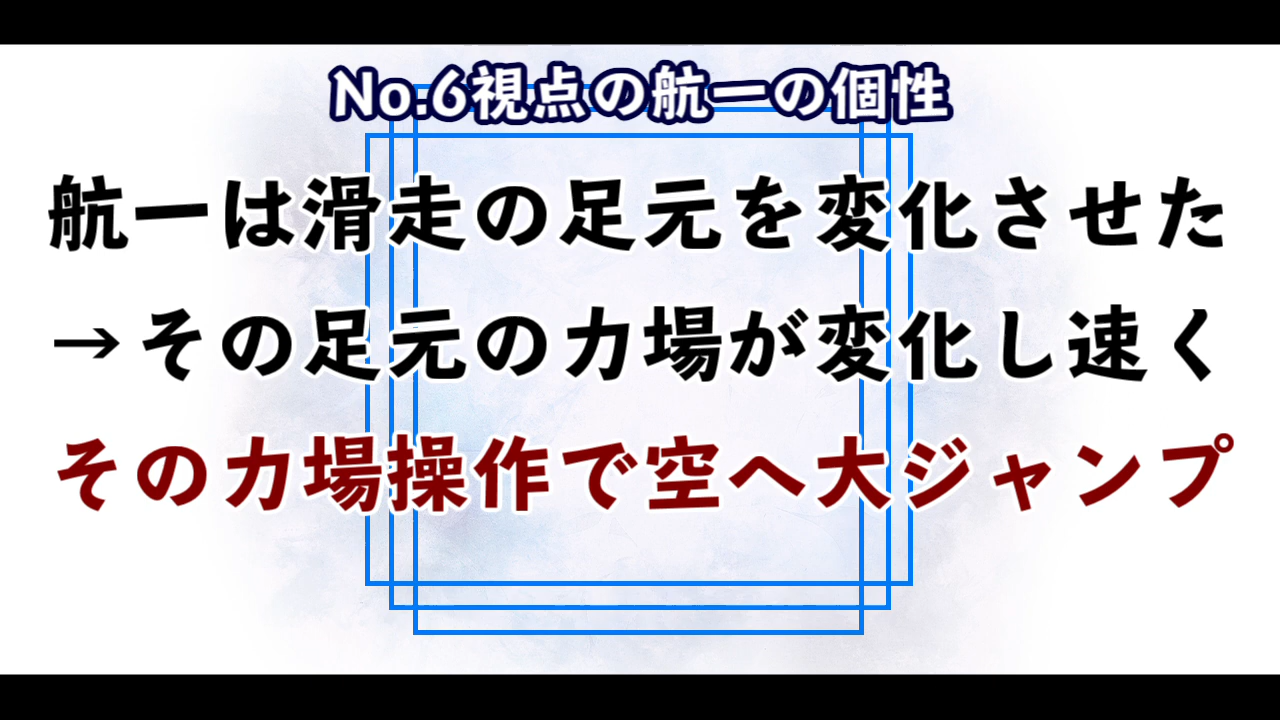 No.6視点の航一の個性
航一は滑走の足元を変化させた
→その足元の力場が変化し速く
その力場操作で空へ大ジャンプ